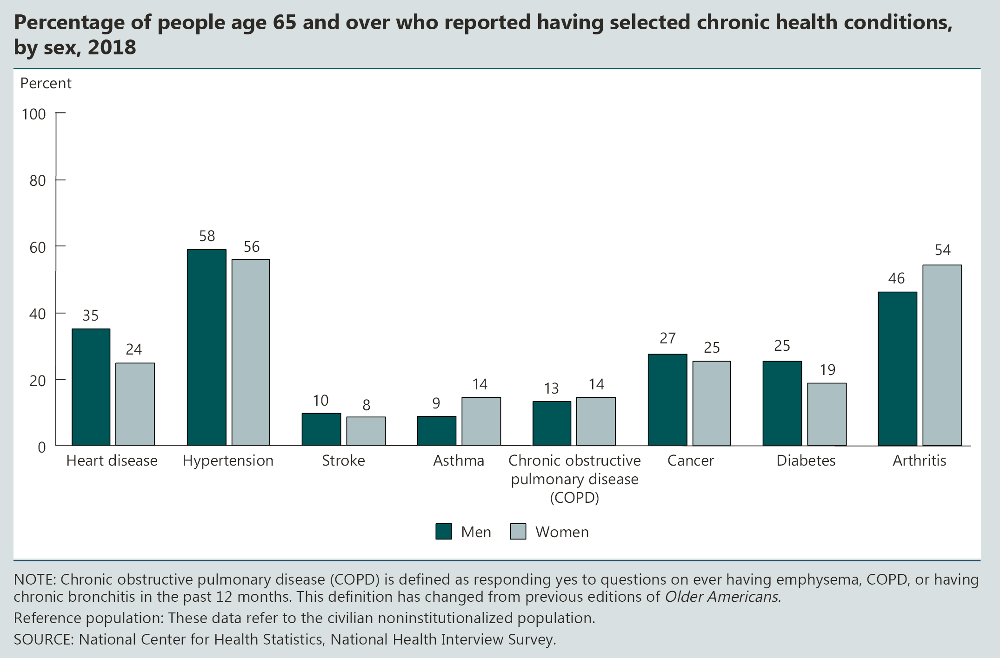 Percentage of people age 65 and over who reported having selected chronic health conditions,
by sex, 2018
Percent
100
80
60
40
20
0
35
24
58
56
10
8
9
14
13
14
27
25
25
19
46
54
Heart disease
Hypertension
Stroke
Asthma
Chronic obstructive
pulmonary disease
(COPD)
Cancer
Diabetes
Arthritis
Men
Women
NOTE: Chronic obstructive pulmonary disease (COPD) is defined as responding yes to questions on ever having emphysema, COPD, or having
chronic bronchitis in the past 12 months. This definition has changed from previous editions of Older Americans.
Reference population: These data refer to the civilian noninstitutionalized population.
SOURCE: National Center for Health Statistics, National Health Interview Survey.